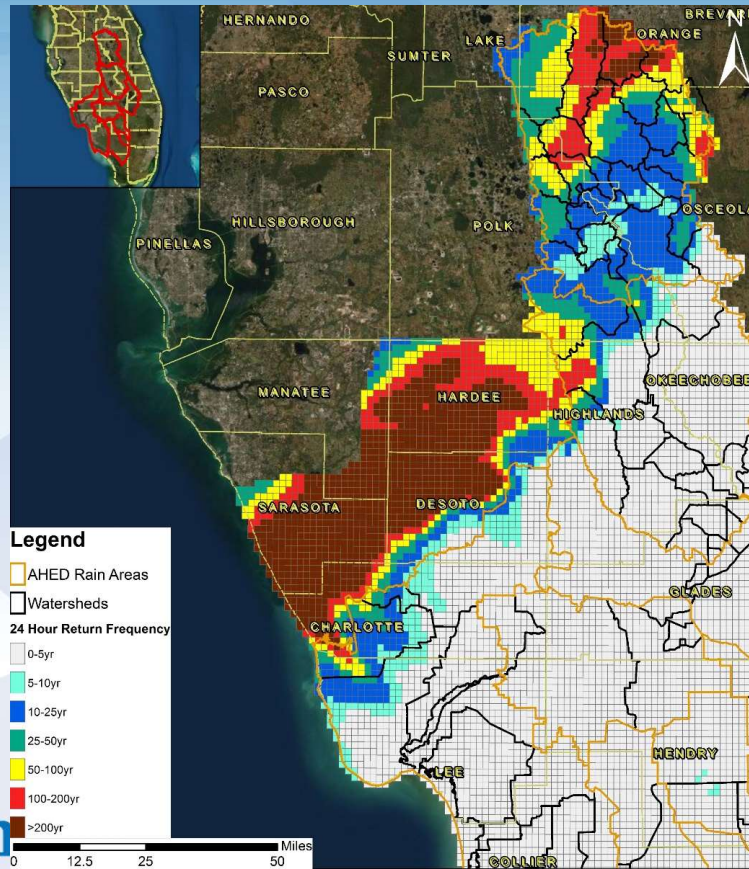 HERNANDO
BREVARD
LAKE
ORANGE
N
SUMTER
PASCO
HILLSBOROUGH
PINELLAS
POLK
OSCEOLA
MANATEE
HARDEE
OKEECHOBEE
HIGHLANDS
SARASOTA
DESOTO
GLADES
CHARLOTTE
HENDRY
LEE
COLLIER
Legend
AHED Rain Areas
Watersheds
24 Hour Return Frequency
0-5yr
5-10yr
10-25yr
25-50yr
50-100yr
100-200yr
>200yr
Miles
0 12.5 25 50